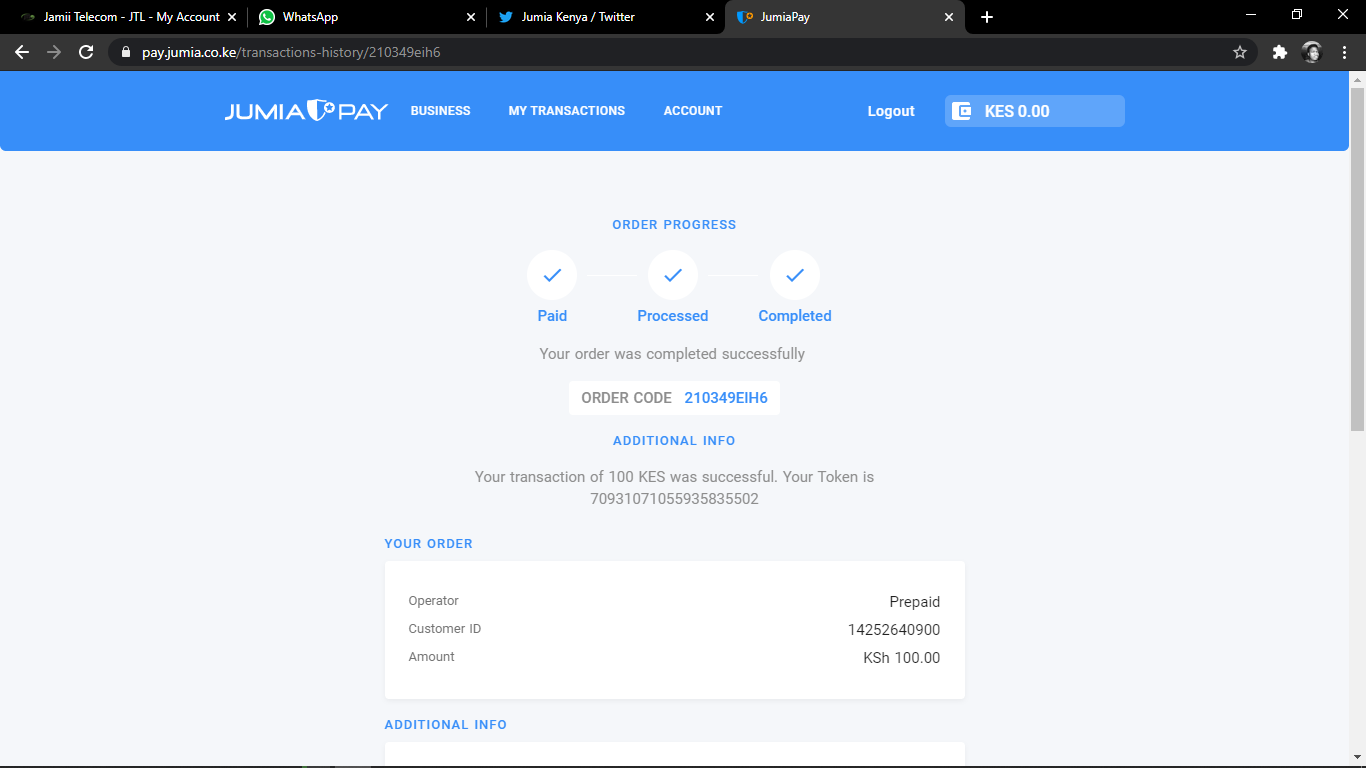 Jamii Telecom - JTL - My Account
WhatsApp
Jumia Kenya / Twitter
JumiaPay
pay.jumia.co.ke/transactions-history/210349eih6
JUMIA PAY
BUSINESS
MY TRANSACTIONS
ACCOUNT
Logout
KES 0.00
ORDER PROGRESS
Paid
Processed
Completed
Your order was completed successfully
ORDER CODE 210349EIH6
ADDITIONAL INFO
Your transaction of 100 KES was successful. Your Token is
70931071055935835502
YOUR ORDER
Operator Prepaid
Customer ID 14252640900
Amount KSh 100.00
ADDITIONAL INFO